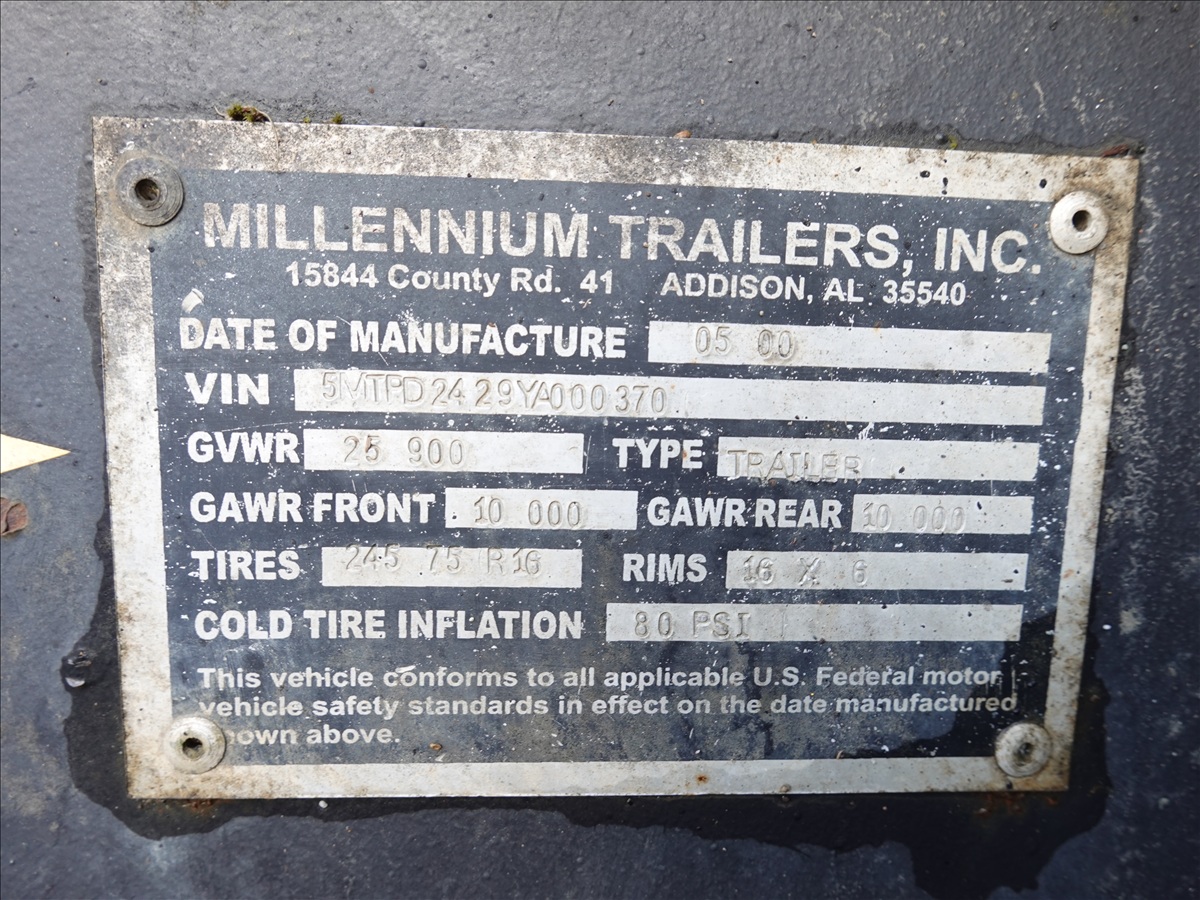 MILLENNIUM TRAILERS, INC.
15844 County Rd. 41 ADDISON, AL 35540
DATE OF MANUFACTURE 05 00
VIN 5MTPD2429YA000370
GVWR 25 900 TYPE TRAILER
GAWR FRONT 10 000 GAWR REAR 10 000
TIRES 245 75 R16 RIMS 16 X 6
COLD TIRE INFLATION 80 PSI
This vehicle conforms to all applicable U.S. Federal motor
vehicle safety standards in effect on the date manufactured
shown above.